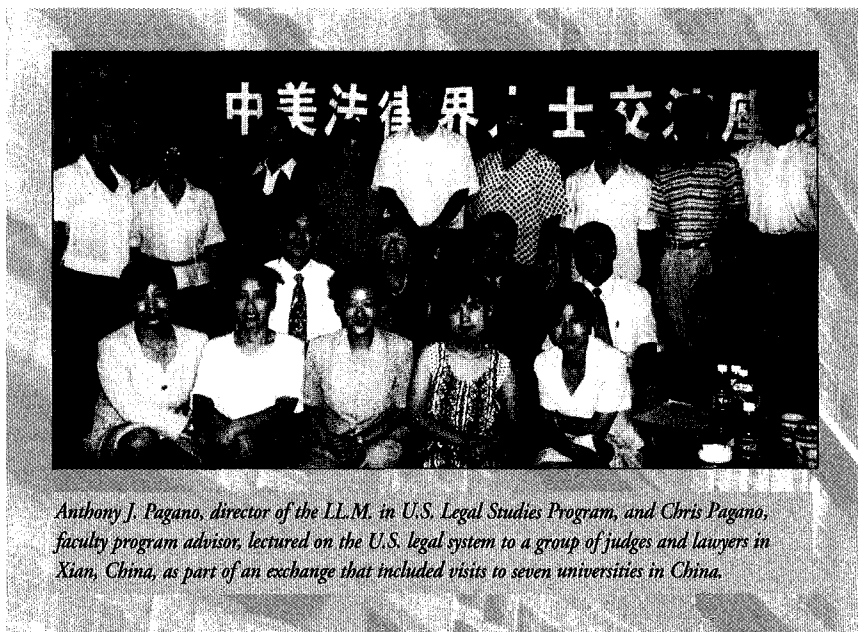 中美法律界人士交流座
Anthony J. Pagano, director of the LL.M. in U.S. Legal Studies Program, and Chris Pagano,
faculty program advisor, lectured on the U.S. legal system to a group of judges and lawyers in
Xian, China, as part of an exchange that included visits to seven universities in China.